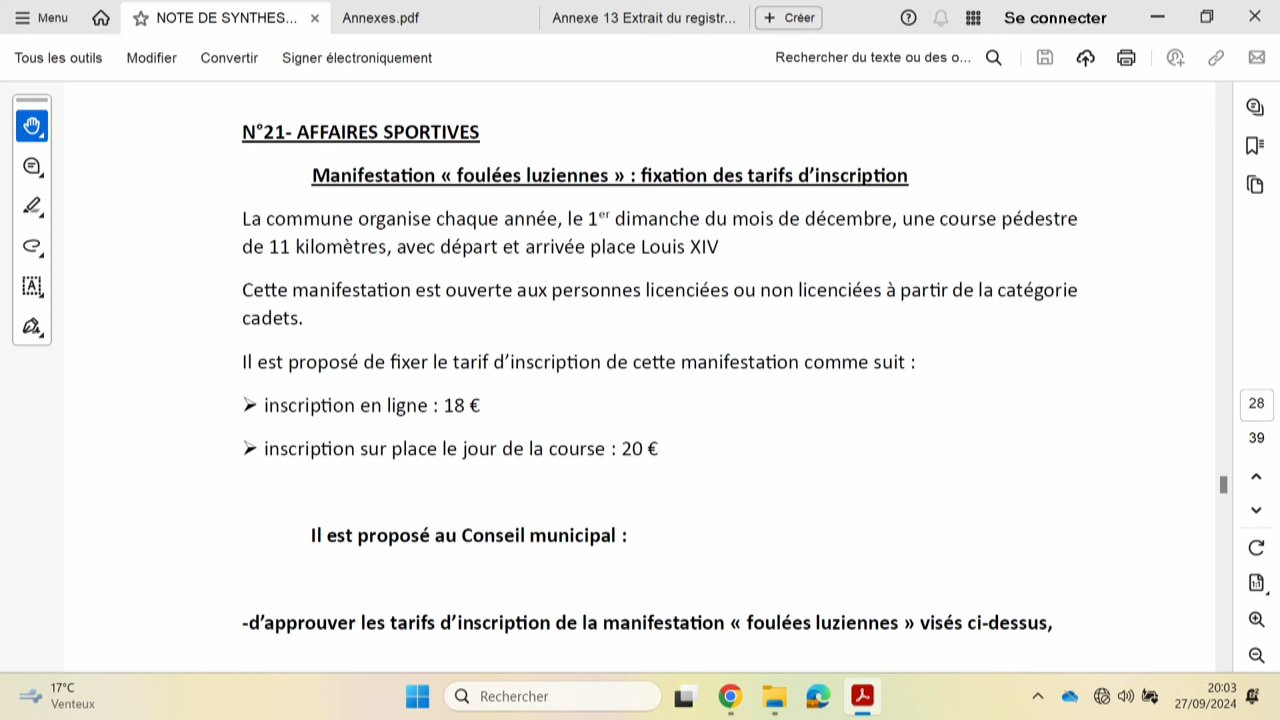 Menu
NOTE DE SYNTHES...
Annexes.pdf
Annexe 13 Extrait du registr...
Créer
Se connecter
Tous les outils
Modifier
Convertir
Signer électroniquement
Rechercher du texte ou des o...
N°21- AFFAIRES SPORTIVES
Manifestation « foulées luziennes » : fixation des tarifs d’inscription
La commune organise chaque année, le 1er dimanche du mois de décembre, une course pédestre
de 11 kilomètres, avec départ et arrivée place Louis XIV
Cette manifestation est ouverte aux personnes licenciées ou non licenciées à partir de la catégorie
cadets.
Il est proposé de fixer le tarif d’inscription de cette manifestation comme suit :
➢ inscription en ligne : 18 €
➢ inscription sur place le jour de la course : 20 €
Il est proposé au Conseil municipal :
-d’approuver les tarifs d’inscription de la manifestation « foulées luziennes » visés ci-dessus,
28
39
1:1
17°C
Venteux
Rechercher
20:03
27/09/2024